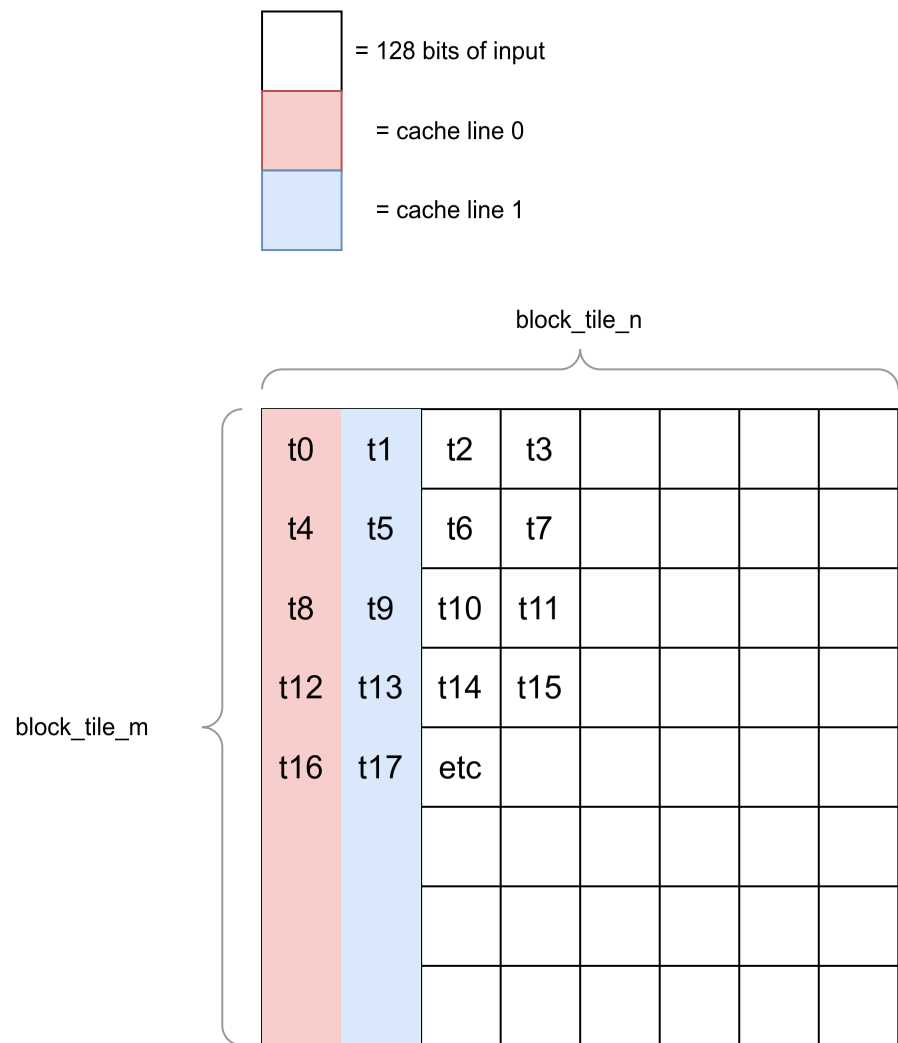 = 128 bits of input
= cache line 0
= cache line 1
block_tile_n
t0 t1 t2 t3
t4 t5 t6 t7
t8 t9 t10 t11
t12 t13 t14 t15
block_tile_m
t16 t17 etc